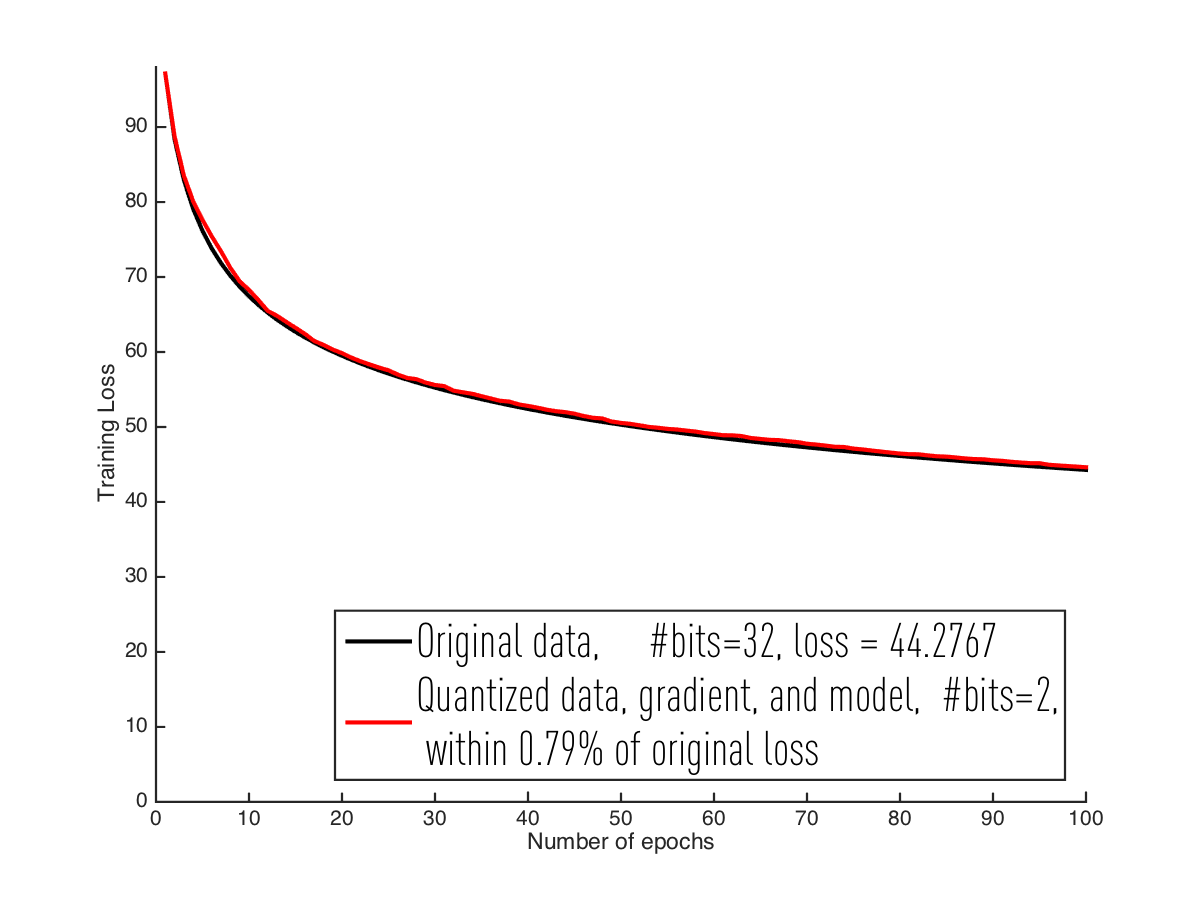 90
80
70
60
50
40
30
20
10
0
Training Loss
Original data, #bits=32, loss = 44.2767
Quantized data, gradient, and model, #bits=2,
within 0.79% of original loss
0 10 20 30 40 50 60 70 80 90 100
Number of epochs